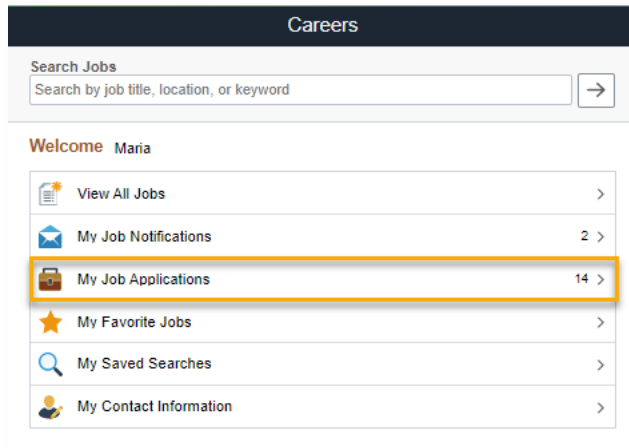 Careers
Search Jobs
Search by job title, location, or keyword
Welcome Maria
View All Jobs
My Job Notifications 2
My Job Applications 14
My Favorite Jobs
My Saved Searches
My Contact Information